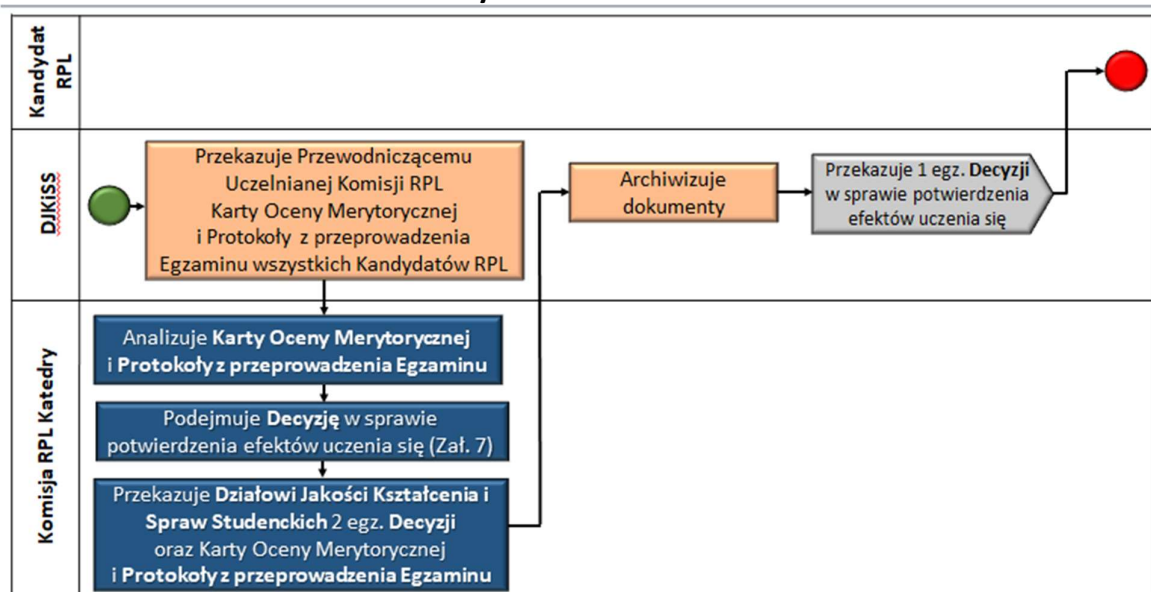 Kandydat
RPL
DJKiSS
Przekazuje Przewodniczącemu
Uczelnianej Komisji RPL
Karty Oceny Merytorycznej
i Protokoły z przeprowadzenia
Egzaminu wszystkich Kandydatów RPL
Archiwizuje
dokumenty
Przekazuje 1 egz. Decyzji
w sprawie potwierdzenia
efektów uczenia się
Komisja RPL Katedry
Analizuje Karty Oceny Merytorycznej
i Protokoły z przeprowadzenia Egzaminu
Podejmuje Decyzję w sprawie
potwierdzenia efektów uczenia się (Zał. 7)
Przekazuje Działowi Jakości Kształcenia i
Spraw Studenckich 2 egz. Decyzji
oraz Karty Oceny Merytorycznej
i Protokoły z przeprowadzenia Egzaminu